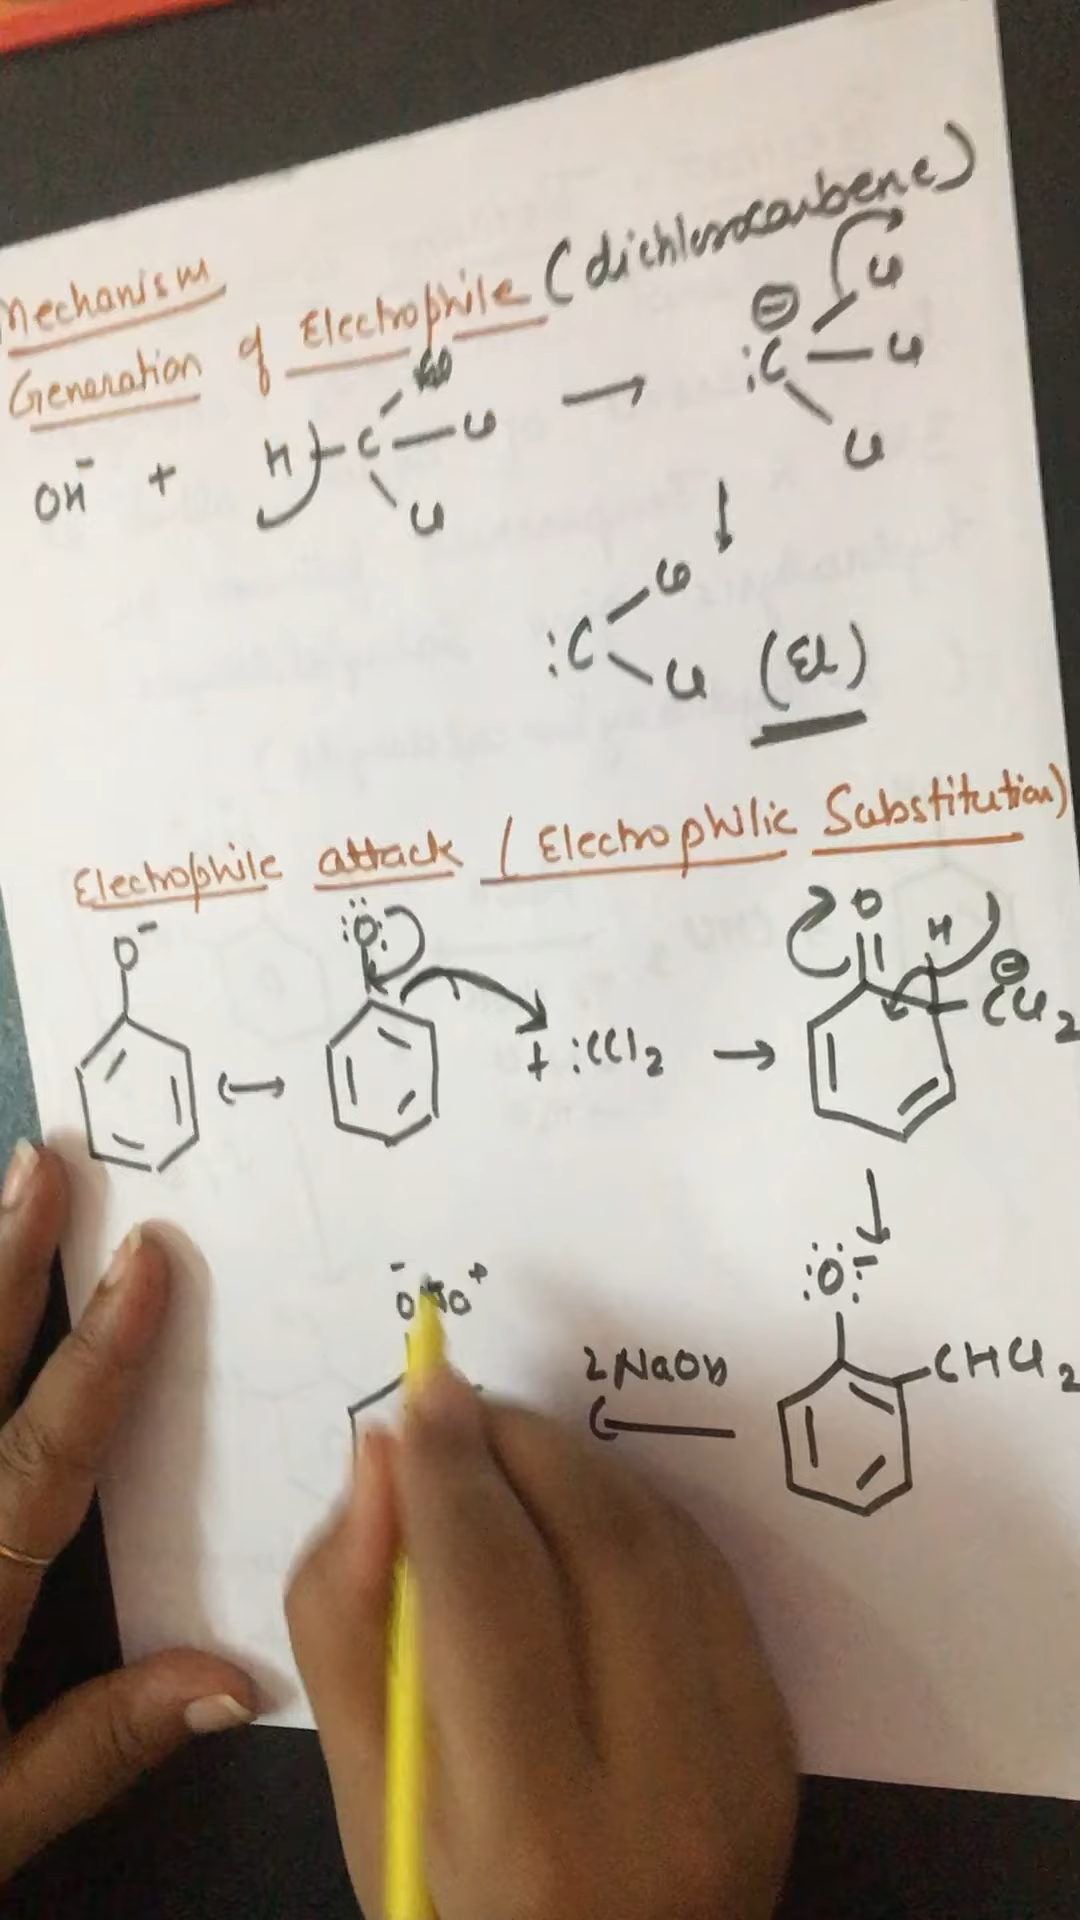 Mechanism
Generation of Electrophile (dichlorocarbene)
OH⁻ + H C Cl Cl → :C ⊖ Cl Cl Cl
:C Cl Cl (El)
Electrophile attack / (Electrophilic Substitution)
O⁻ ↔ :O: + :CCl₂ → O H ⊖ CCl₂
:O:⁻ CHCl₂
2NaOH
O⁻ Na⁺